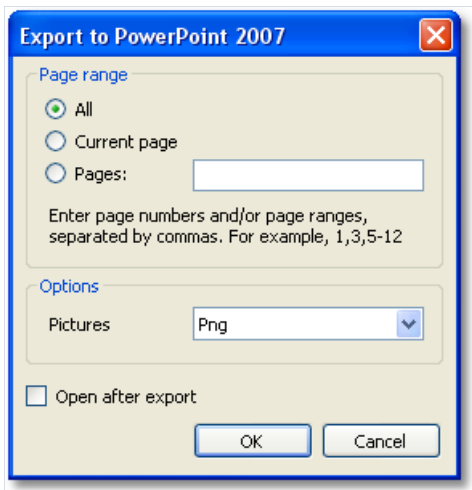 Export to PowerPoint 2007
Page range
All
Current page
Pages:
Enter page numbers and/or page ranges,
separated by commas. For example, 1,3,5-12
Options
Pictures Png
Open after export
OK Cancel